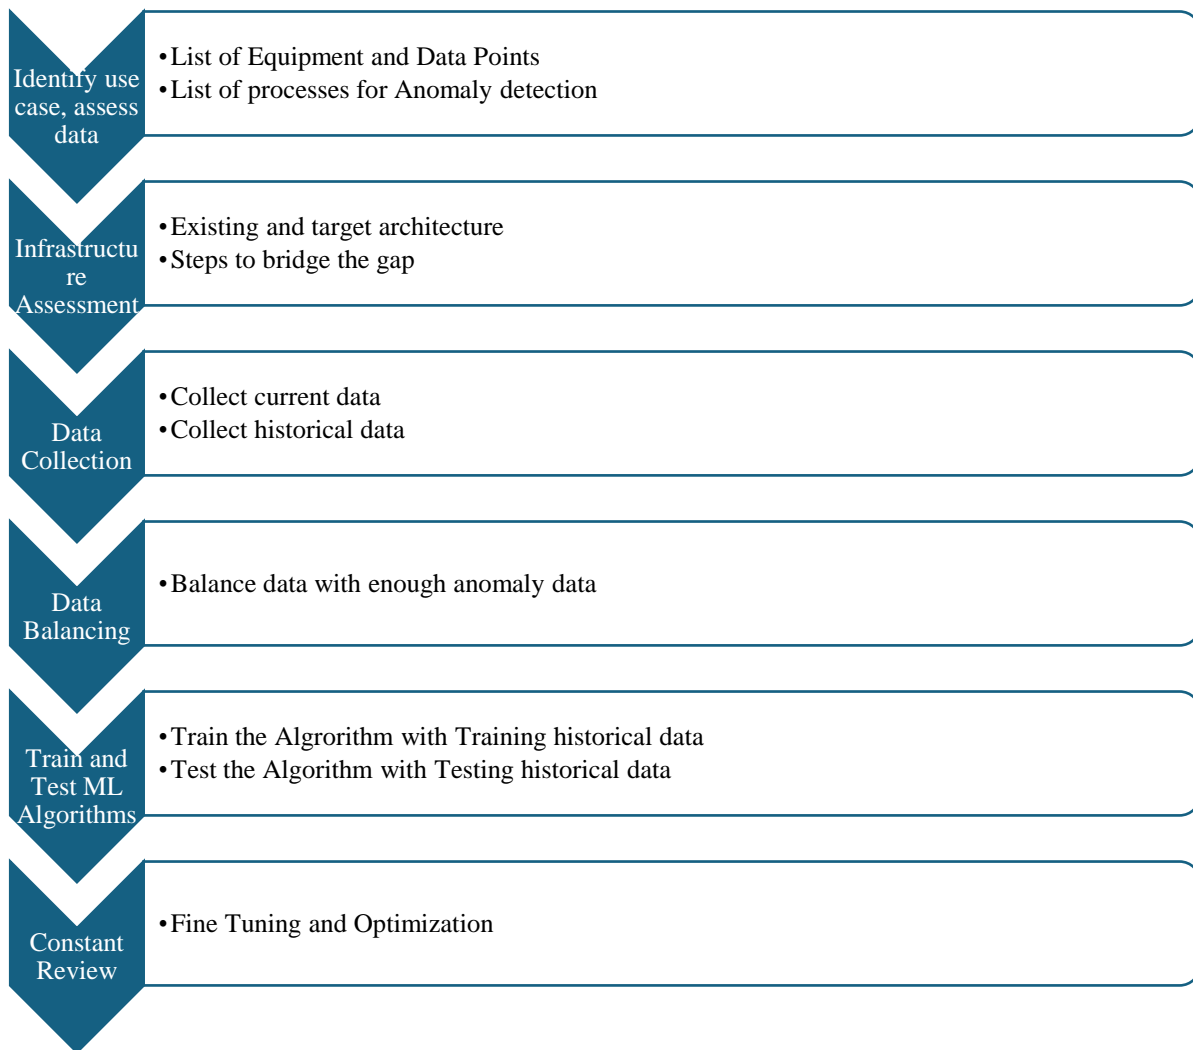 Identify use
case, assess
data
•List of Equipment and Data Points
•List of processes for Anomaly detection
Infrastructu
re
Assessment
•Existing and target architecture
•Steps to bridge the gap
Data
Collection
•Collect current data
•Collect historical data
Data
Balancing
•Balance data with enough anomaly data
Train and
Test ML
Algorithms
•Train the Algrorithm with Training historical data
•Test the Algorithm with Testing historical data
Constant
Review
•Fine Tuning and Optimization